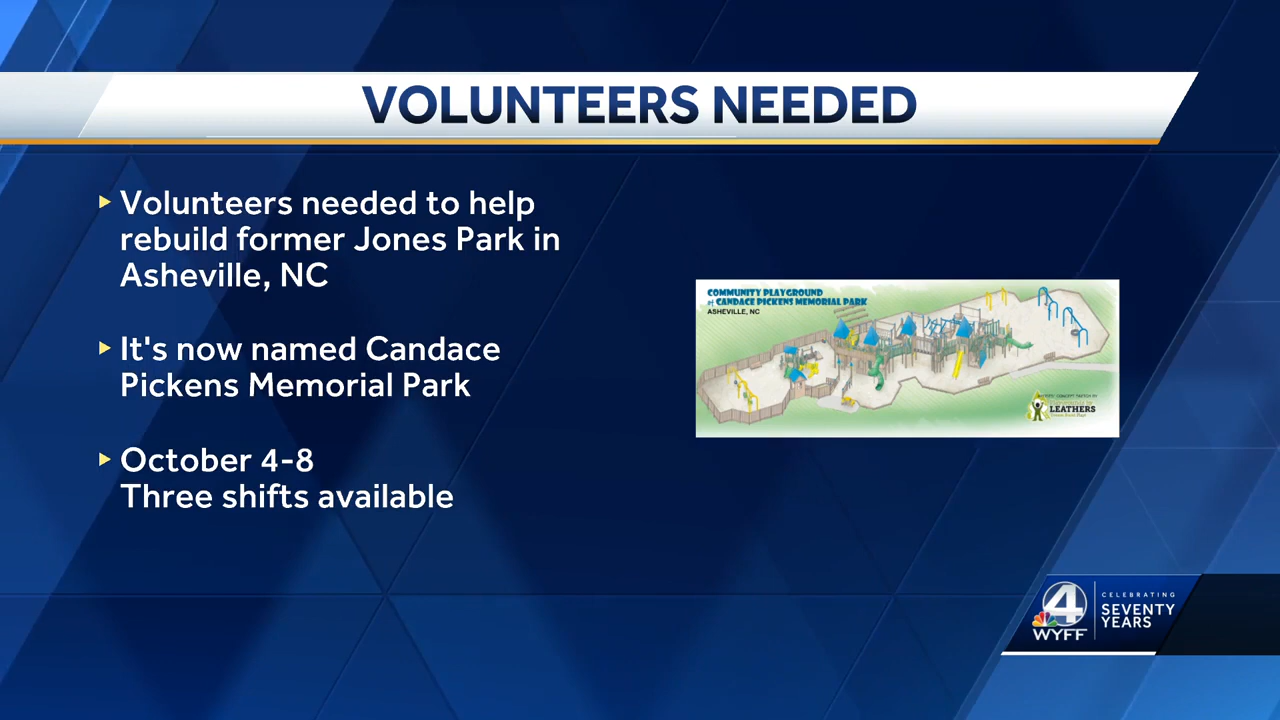 VOLUNTEERS NEEDED
Volunteers needed to help
rebuild former Jones Park in
Asheville, NC
It's now named Candace
Pickens Memorial Park
October 4-8
Three shifts available
COMMUNITY PLAYGROUND
at CANDACE PICKENS MEMORIAL PARK
ASHEVILLE, NC
LEATHERS
4
WYFF
CELEBRATING
SEVENTY
YEARS